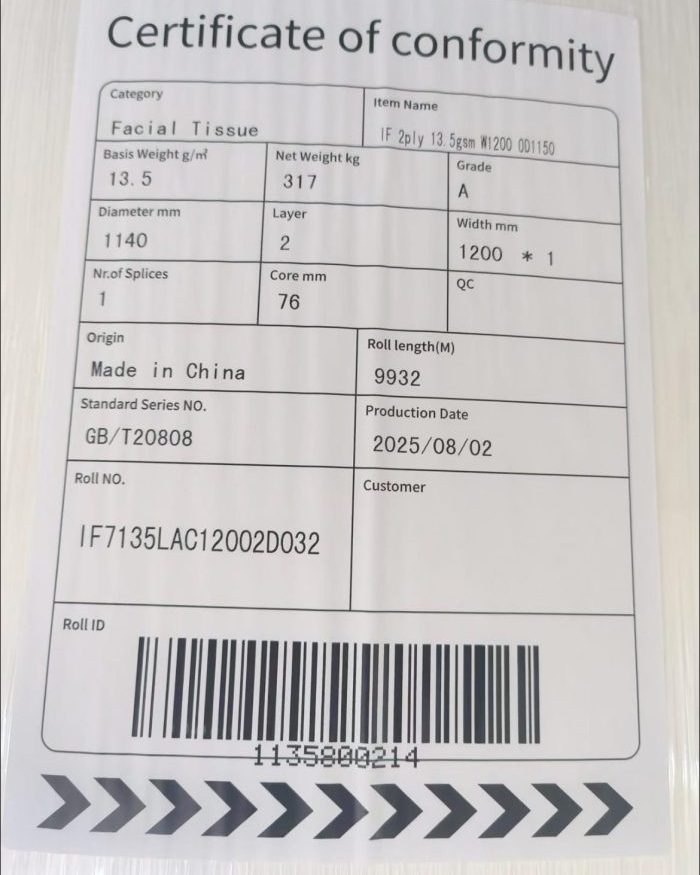 Certificate of conformity
Category
Facial Tissue
Item Name
IF 2ply 13.5gsm W1200 OD1150
Basis Weight g/㎡
13.5
Net Weight kg
317
Grade
A
Diameter mm
1140
Layer
2
Width mm
1200 * 1
Nr.of Splices
1
Core mm
76
QC
Origin
Made in China
Roll length(M)
9932
Standard Series NO.
GB/T20808
Production Date
2025/08/02
Roll NO.
IF7135LAC12002D032
Customer
Roll ID
1135800214